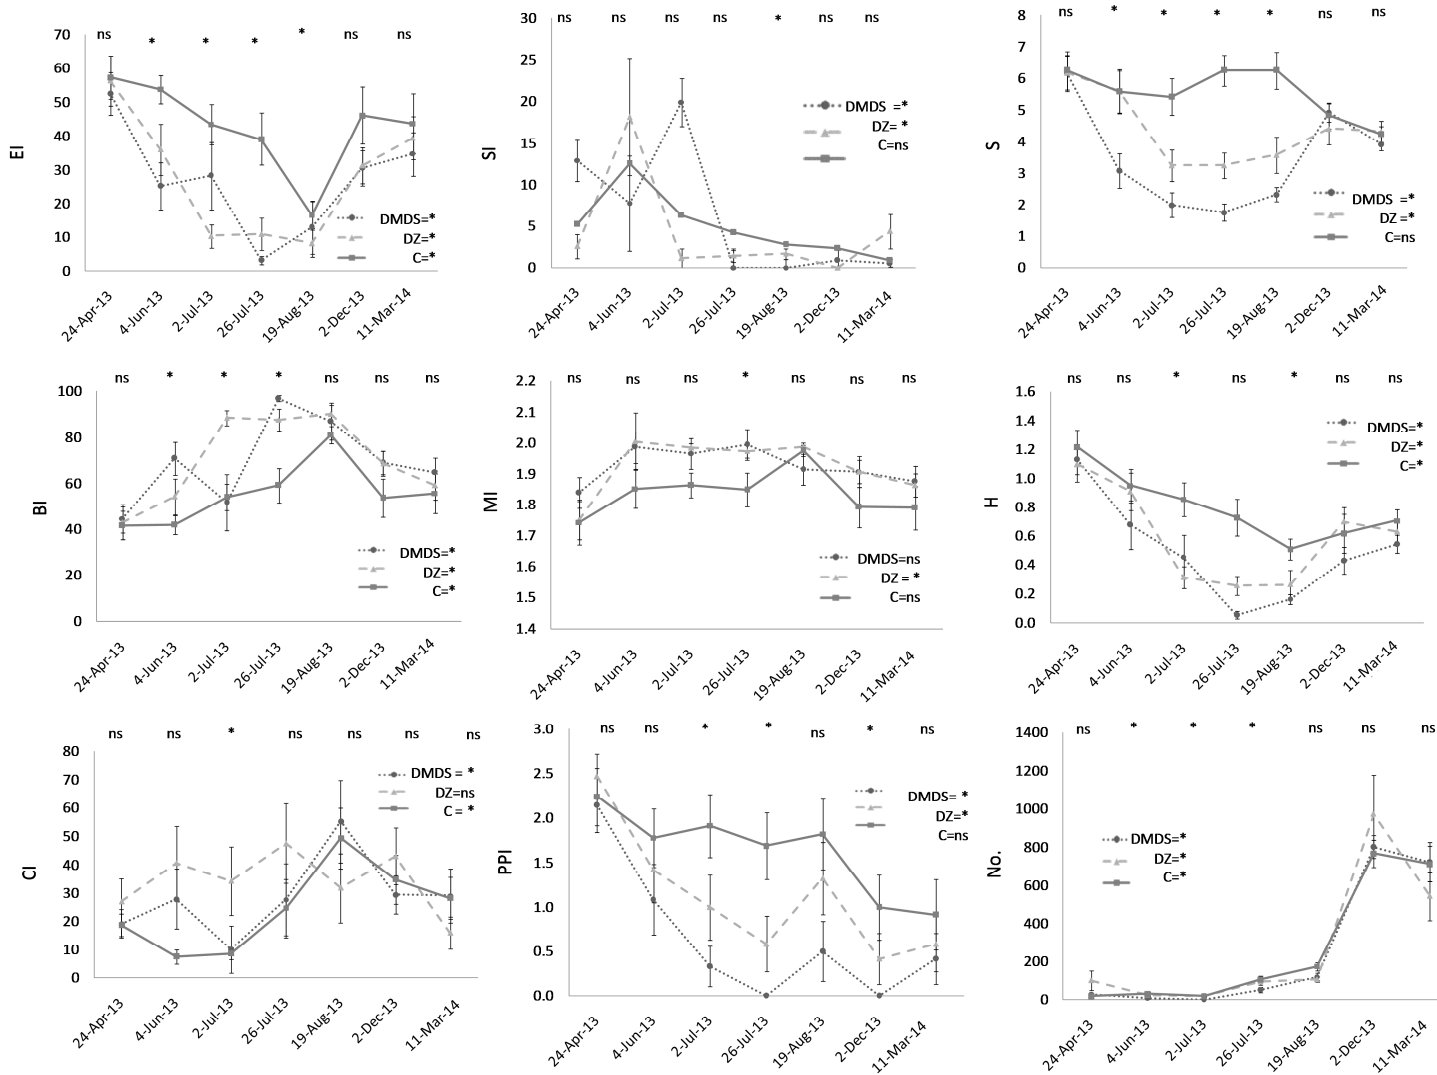 ns * * * * ns ns
EI
70
60
50
40
30
20
10
0
DMDS=*
DZ=*
C=*
24-Apr-13 4-Jun-13 2-Jul-13 26-Jul-13 19-Aug-13 2-Dec-13 11-Mar-14
ns ns ns ns * ns ns
SI
30
25
20
15
10
5
0
DMDS =*
DZ= *
C=ns
24-Apr-13 4-Jun-13 2-Jul-13 26-Jul-13 19-Aug-13 2-Dec-13 11-Mar-14
ns * * * * ns ns
S
8
7
6
5
4
3
2
1
0
DMDS =*
DZ =*
C=ns
24-Apr-13 4-Jun-13 2-Jul-13 26-Jul-13 19-Aug-13 2-Dec-13 11-Mar-14
ns * * * ns ns ns
BI
100
80
60
40
20
0
DMDS=*
DZ=*
C=*
24-Apr-13 4-Jun-13 2-Jul-13 26-Jul-13 19-Aug-13 2-Dec-13 11-Mar-14
ns ns ns * ns ns ns
MI
2.2
2.1
2.0
1.9
1.8
1.7
1.6
1.5
1.4
DMDS=ns
DZ = *
C=ns
24-Apr-13 4-Jun-13 2-Jul-13 26-Jul-13 19-Aug-13 2-Dec-13 11-Mar-14
ns ns * ns * ns ns
H
1.6
1.4
1.2
1.0
0.8
0.6
0.4
0.2
0.0
DMDS=*
DZ=*
C=*
24-Apr-13 4-Jun-13 2-Jul-13 26-Jul-13 19-Aug-13 2-Dec-13 11-Mar-14
ns ns * ns ns ns ns
CI
80
70
60
50
40
30
20
10
0
DMDS = *
DZ=ns
C = *
24-Apr-13 4-Jun-13 2-Jul-13 26-Jul-13 19-Aug-13 2-Dec-13 11-Mar-14
ns ns * * ns * ns
PPI
3.0
2.5
2.0
1.5
1.0
0.5
0.0
DMDS= *
DZ=*
C=ns
24-Apr-13 4-Jun-13 2-Jul-13 26-Jul-13 19-Aug-13 2-Dec-13 11-Mar-14
ns * * * ns ns ns
No.
1400
1200
1000
800
600
400
200
0
DMDS=*
DZ=*
C=*
24-Apr-13 4-Jun-13 2-Jul-13 26-Jul-13 19-Aug-13 2-Dec-13 11-Mar-14